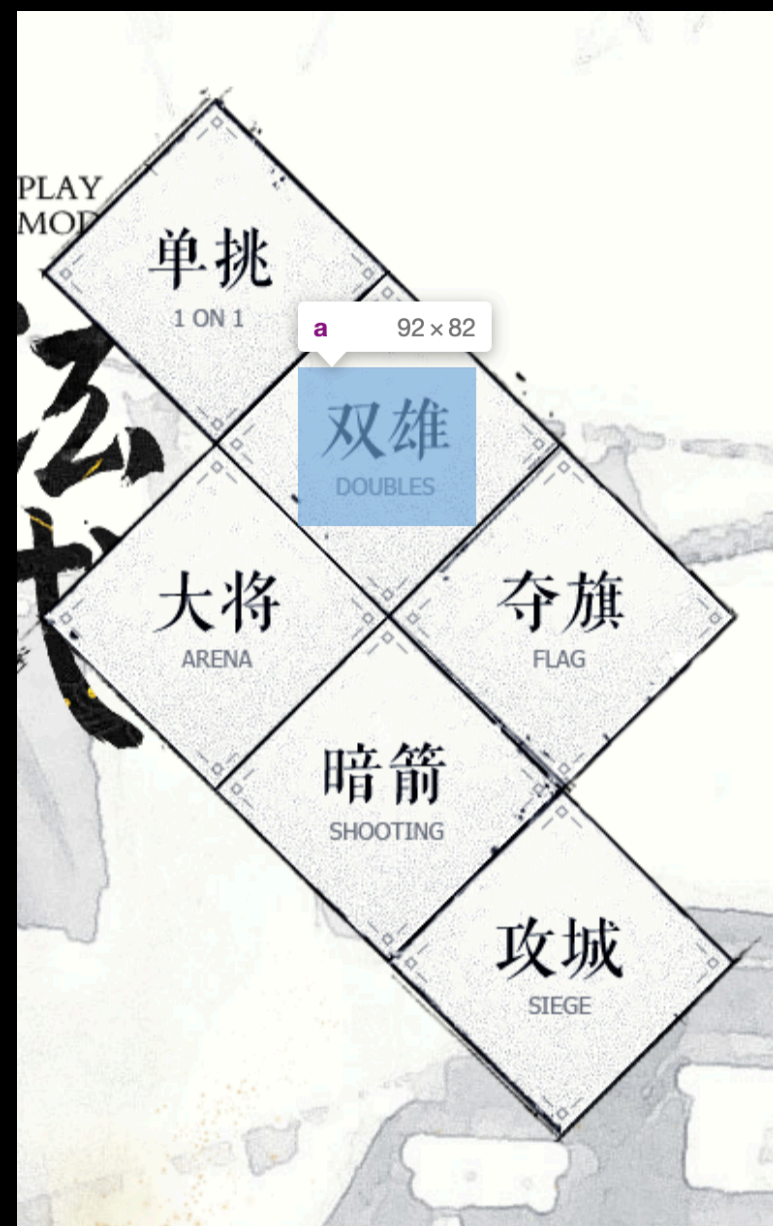 PLAY
MOD
单挑
1 ON 1
a 92 × 82
双雄
DOUBLES
大将
ARENA
夺旗
FLAG
暗箭
SHOOTING
攻城
SIEGE